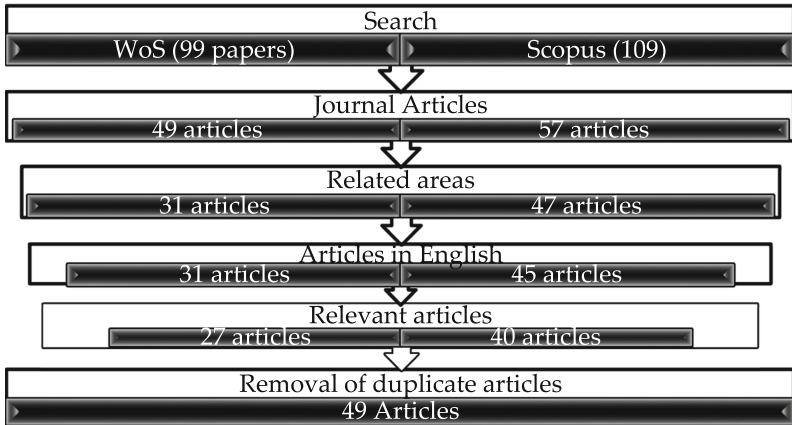 Search
WoS (99 papers) Scopus (109)
Journal Articles
49 articles 57 articles
Related areas
31 articles 47 articles
Articles in English
31 articles 45 articles
Relevant articles
27 articles 40 articles
Removal of duplicate articles
49 Articles